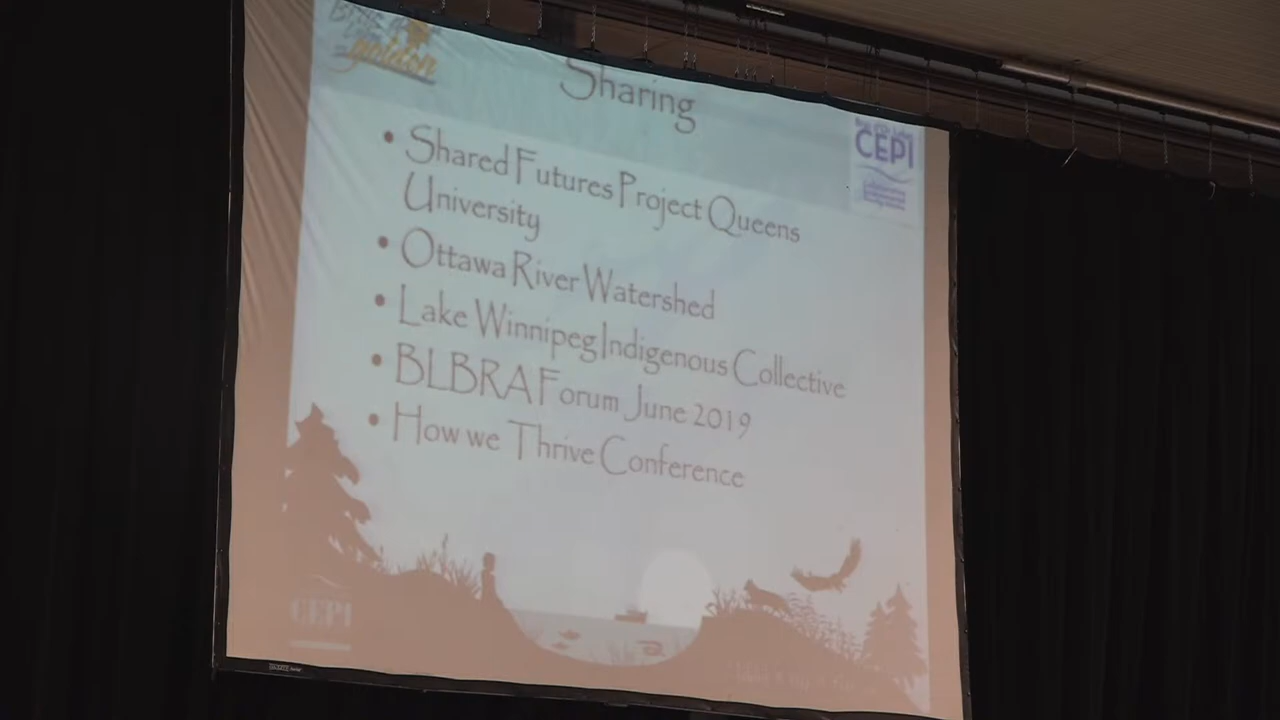 golden
Sharing
CEPI
• Shared Futures Project Queens
University
• Ottawa River Watershed
• Lake Winnipeg Indigenous Collective
• BLBRA Forum June 2019
• How we Thrive Conference
CEPI